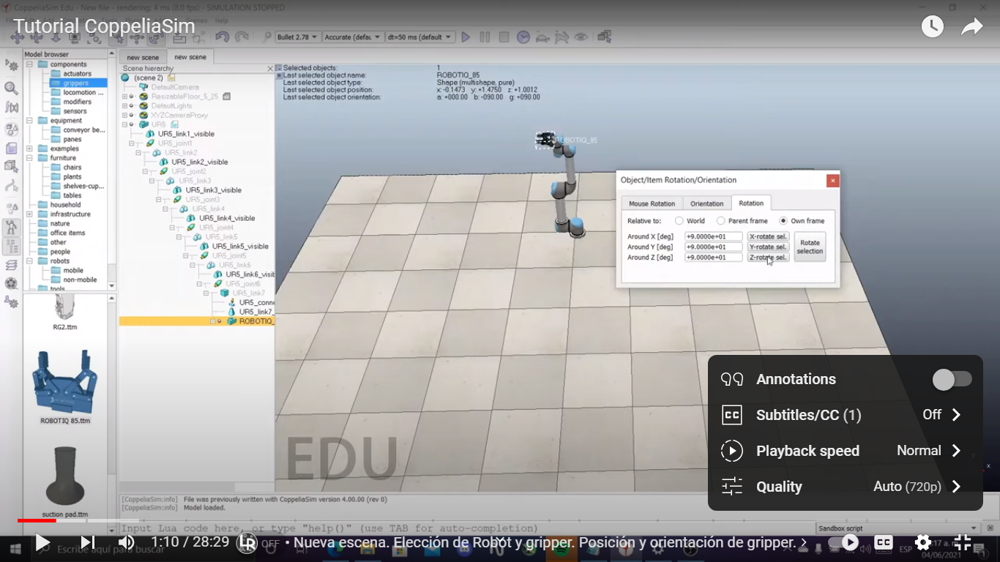 CoppeliaSim Edu - New file - rendering: 4 ms (8.0 fps) - SIMULATION STOPPED
Tutorial CoppeliaSim
Help
Bullet 2.78
Accurate (defau
dt=50 ms (default
Model browser
components
actuators
grippers
locomotion ...
modifiers
sensors
equipment
conveyor be...
panes
examples
furniture
chairs
plants
shelves-cup...
tables
household
infrastructure
nature
office items
other
people
robots
mobile
non-mobile
tools
RG2.ttm
ROBOTIQ 85.ttm
suction pad.ttm
new scene
new scene
Scene hierarchy
(scene 2)
DefaultCamera
ResizableFloor_5_25
DefaultLights
XYZCameraProxy
UR5
UR5_link1_visible
UR5_joint1
UR5_link2
UR5_link2_visible
UR5_joint2
UR5_link3
UR5_link3_visible
UR5_joint3
UR5_link4
UR5_link4_visible
UR5_joint4
UR5_link5
UR5_link5_visible
UR5_joint5
UR5_link6
UR5_link6_visib
UR5_joint6
UR5_link7
UR5_conne
UR5_link7_
ROBOTIQ_
Selected objects: 1
Last selected object name: ROBOTIQ_85
Last selected object type: Shape (multishape, pure)
Last selected object position: x: -0.1473 y: +1.4750 z: +1.0012
Last selected object orientation: a: +000.00 b: -090.00 g: +090.00
ROBOTIQ_85
Object/Item Rotation/Orientation
Mouse Rotation
Orientation
Rotation
Relative to:
World
Parent frame
Own frame
Around X [deg] +9.0000e+01 X-rotate sel.
Around Y [deg] +9.0000e+01 Y-rotate sel.
Around Z [deg] +9.0000e+01 Z-rotate sel.
Rotate
selection
EDU
x
Annotations
Subtitles/CC (1) Off
Playback speed Normal
Quality Auto (720p)
[CoppeliaSim:info] File was previously written with CoppeliaSim version 4.00.00 (rev 0)
[CoppeliaSim:info] Model loaded.
Input Lua code here, or type "help()" (use TAB for auto-completion)
Sandbox script
1:10 / 28:29
LR
OFF
• Nueva escena. Elección de Robot y gripper. Posición y orientación de gripper.
CC
Escribe aquí para buscar
ESP
:17 a. m.
04/06/2021